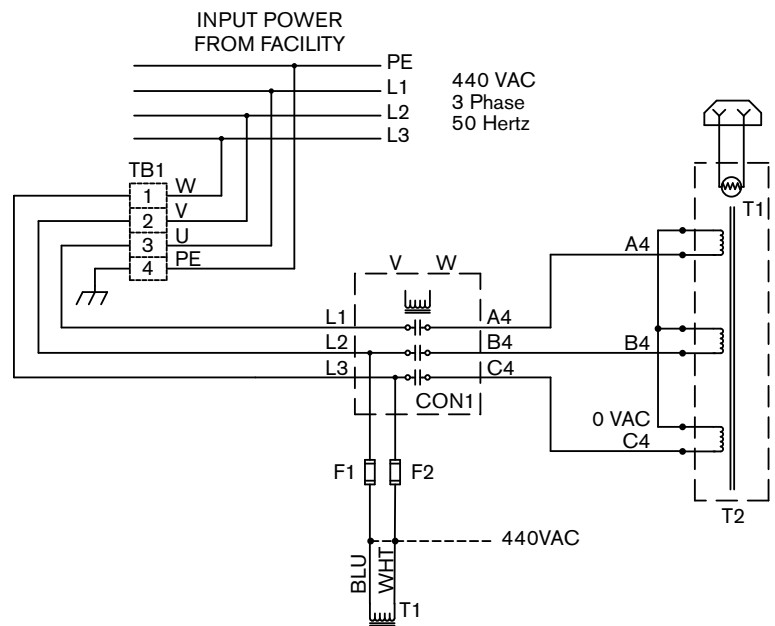 INPUT POWER
FROM FACILITY
PE
L1
L2
L3
440 VAC
3 Phase
50 Hertz
TB1
1 W
2 V
3 U
4 PE
T1
A4
V W
L1 A4
L2 B4 B4
L3 C4
CON1
0 VAC
C4
F1 F2
T2
440VAC
BLU WHT
T1